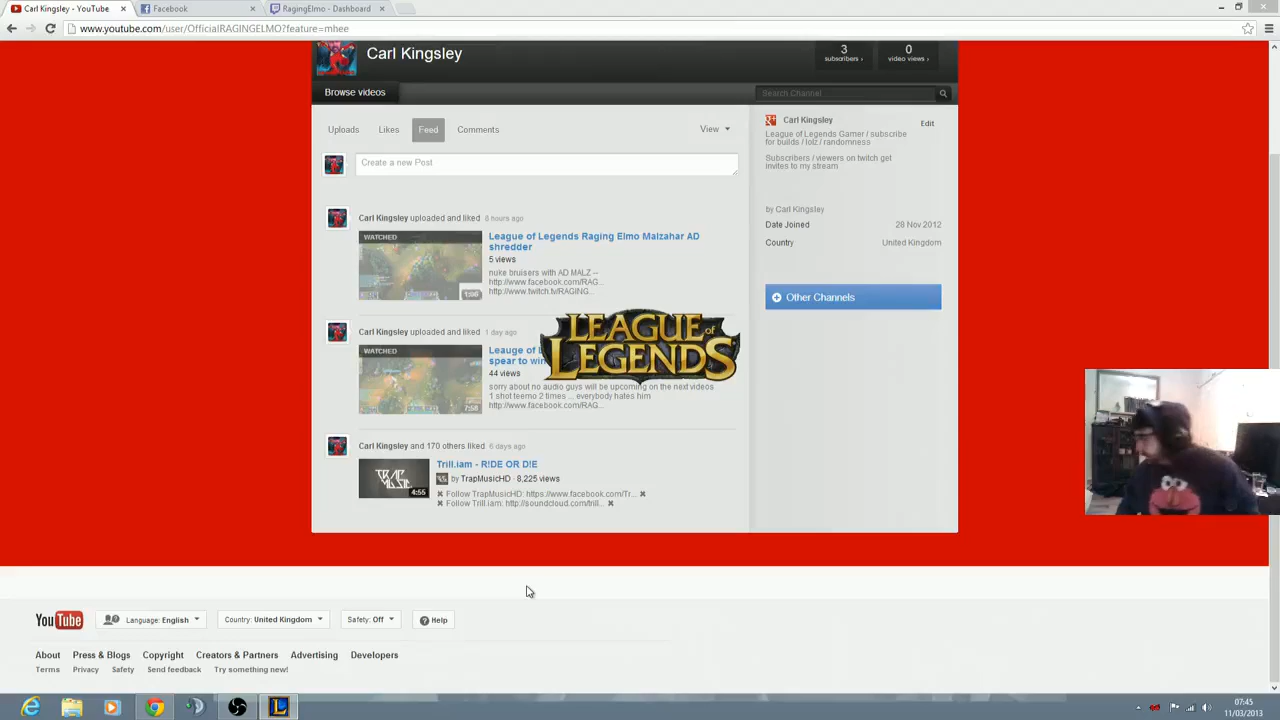 Carl Kingsley - YouTube
Facebook
RagingElmo - Dashboard
www.youtube.com/user/OfficialRAGINGELMO?feature=mhee
Carl Kingsley
3
subscribers ›
0
video views ›
Browse videos
Search Channel
Uploads
Likes
Feed
Comments
View
Create a new Post
Carl Kingsley uploaded and liked 8 hours ago
WATCHED
League of Legends Raging Elmo Malzahar AD
shredder
5 views
nuke bruisers with AD MALZ --
http://www.facebook.com/RAG...
http://www.twitch.tv/RAGING...
Carl Kingsley uploaded and liked 1 day ago
WATCHED
7:58
Leauge of L
spear to win
44 views
sorry about no audio guys will be upcoming on the next videos
1 shot teemo 2 times ... everybody hates him
http://www.facebook.com/RAG...
LEAGUE of
LEGENDS
Carl Kingsley and 170 others liked 6 days ago
4:55
Trill.iam - R!DE OR D!E
by TrapMusicHD · 8,225 views
Follow TrapMusicHD: https://www.facebook.com/Tr...
Follow Trill.iam: http://soundcloud.com/trill...
Carl Kingsley
Edit
League of Legends Gamer / subscribe
for builds / lolz / randomness
Subscribers / viewers on twitch get
invites to my stream
by Carl Kingsley
Date Joined 28 Nov 2012
Country United Kingdom
Other Channels
YouTube
Language: English
Country: United Kingdom
Safety: Off
Help
About
Press & Blogs
Copyright
Creators & Partners
Advertising
Developers
Terms
Privacy
Safety
Send feedback
Try something new!
07:45
11/03/2013